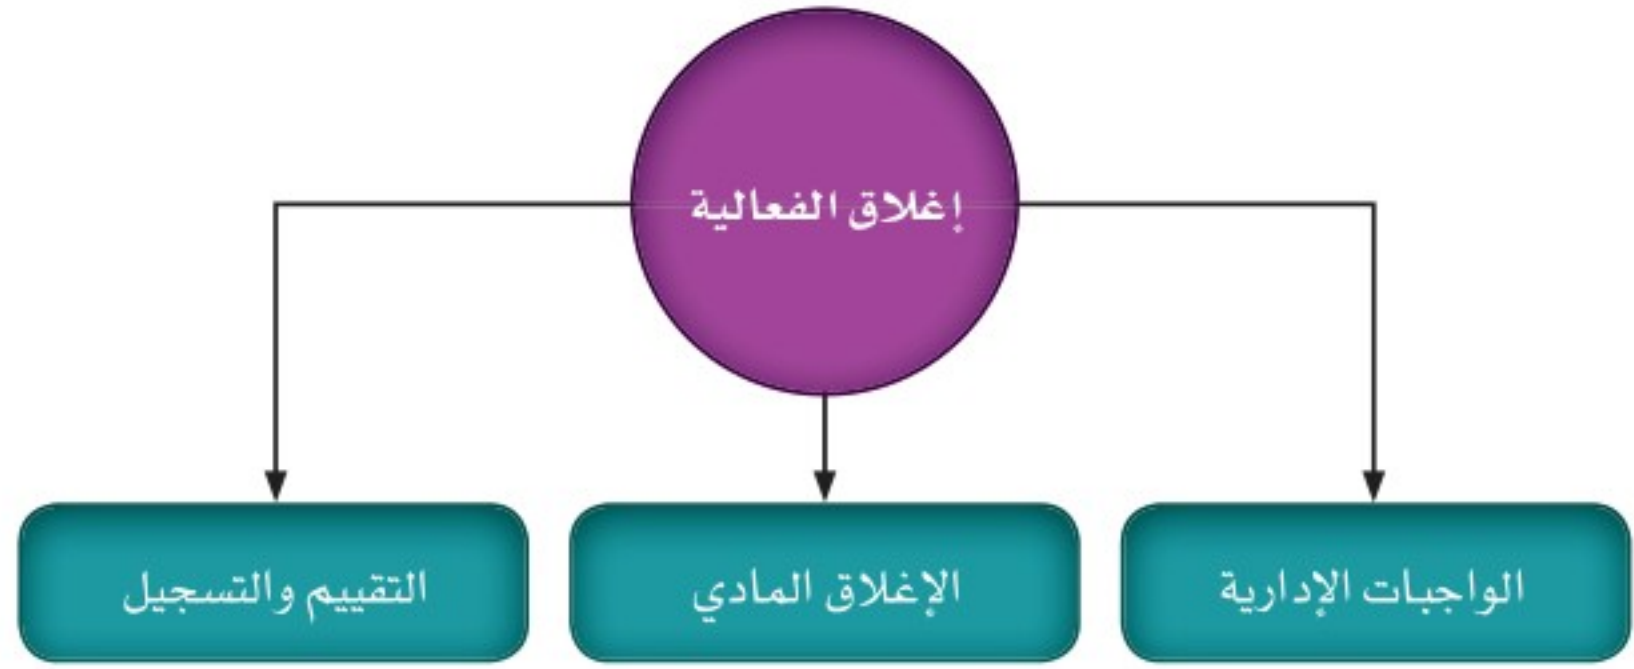 إغلاق الفعالية
الواجبات الإدارية
الإغلاق المادي
التقييم والتسجيل